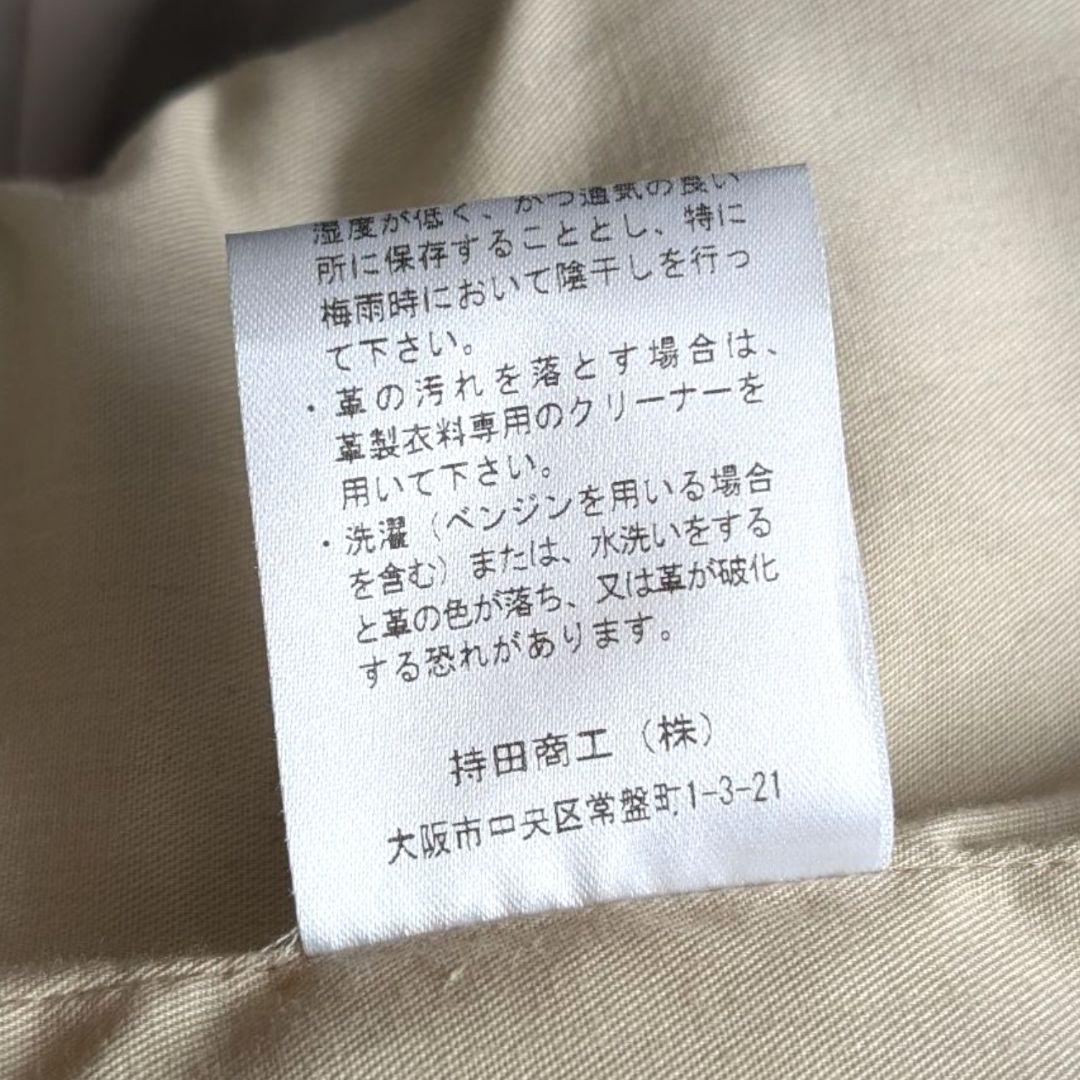 湿度が低く、かつ通気の良い
所に保存することとし、特に
梅雨時において陰干しを行っ
て下さい。
・革の汚れを落とす場合は、
革製衣料専用のクリーナーを
用いて下さい。
・洗濯（ベンジンを用いる場合
を含む）または、水洗いをする
と革の色が落ち、又は革が破化
する恐れがあります。
持田商工（株）
大阪市中央区常盤町1-3-21